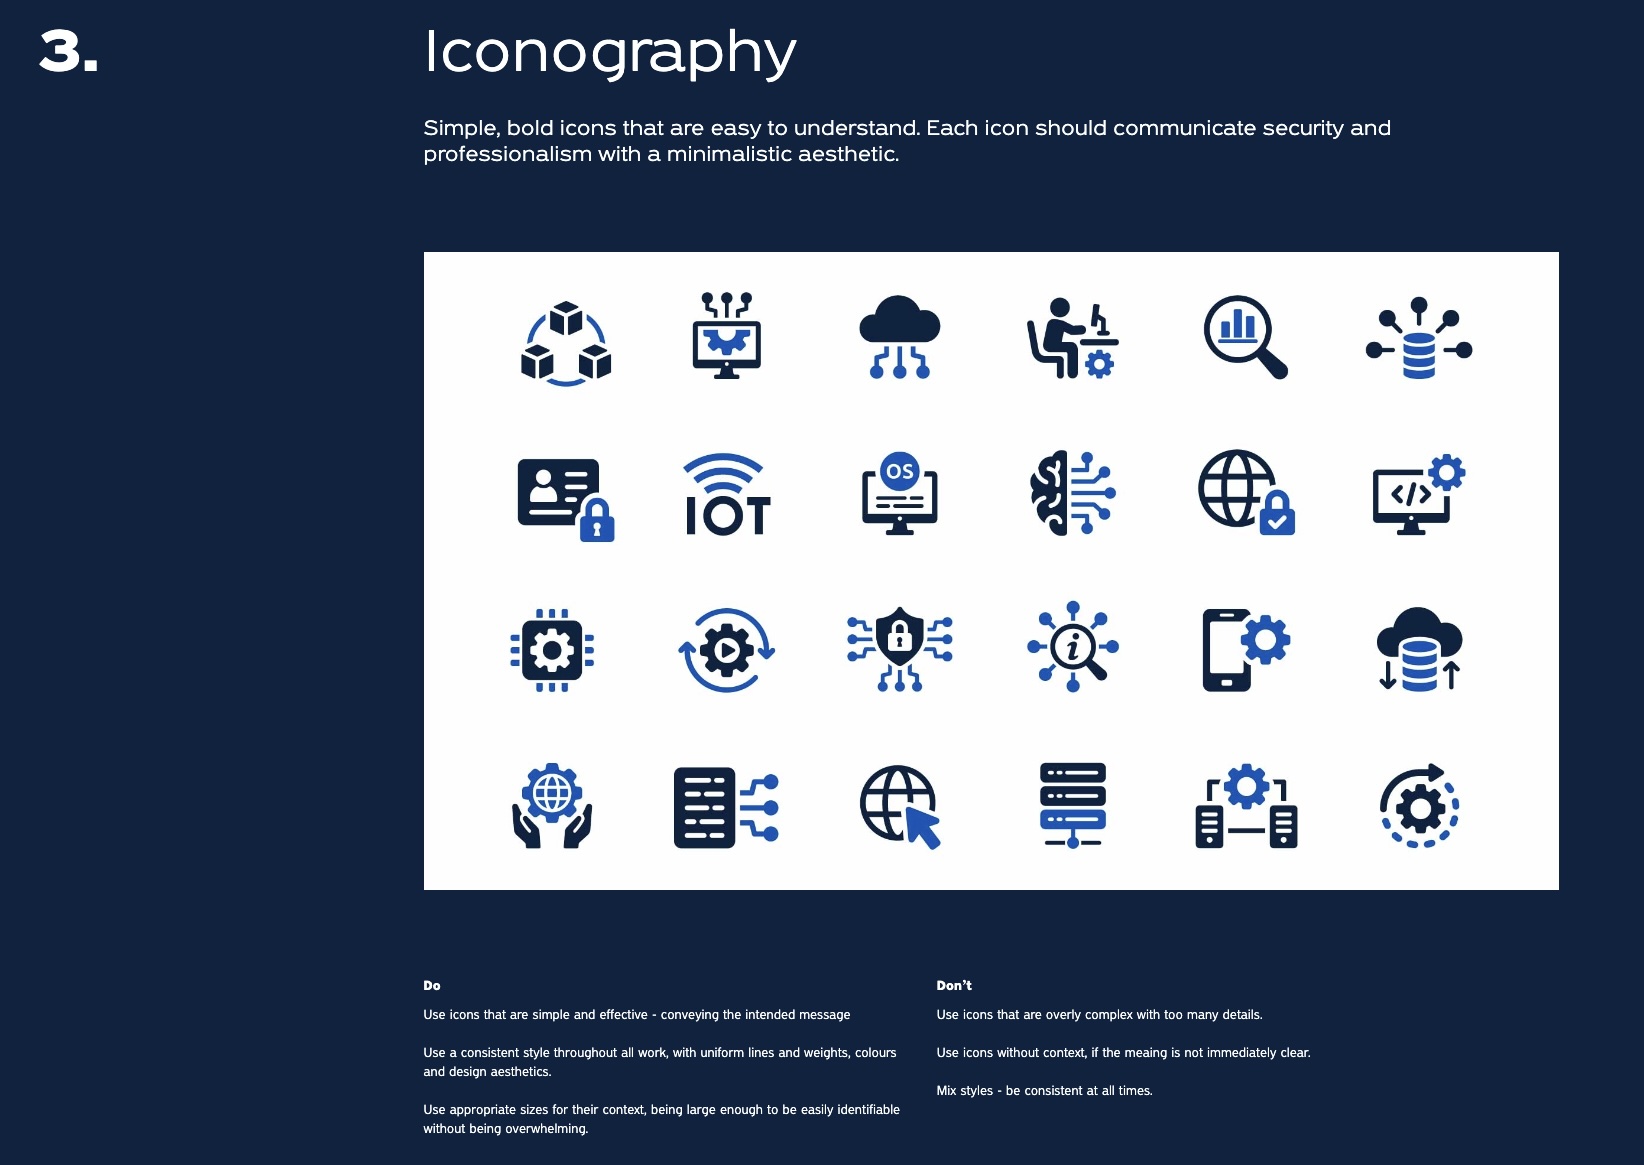 3.
Iconography
Simple, bold icons that are easy to understand. Each icon should communicate security and
professionalism with a minimalistic aesthetic.
IOT
OS
</>
i
Do
Use icons that are simple and effective - conveying the intended message
Use a consistent style throughout all work, with uniform lines and weights, colours
and design aesthetics.
Use appropriate sizes for their context, being large enough to be easily identifiable
without being overwhelming.
Don't
Use icons that are overly complex with too many details.
Use icons without context, if the meaing is not immediately clear.
Mix styles - be consistent at all times.